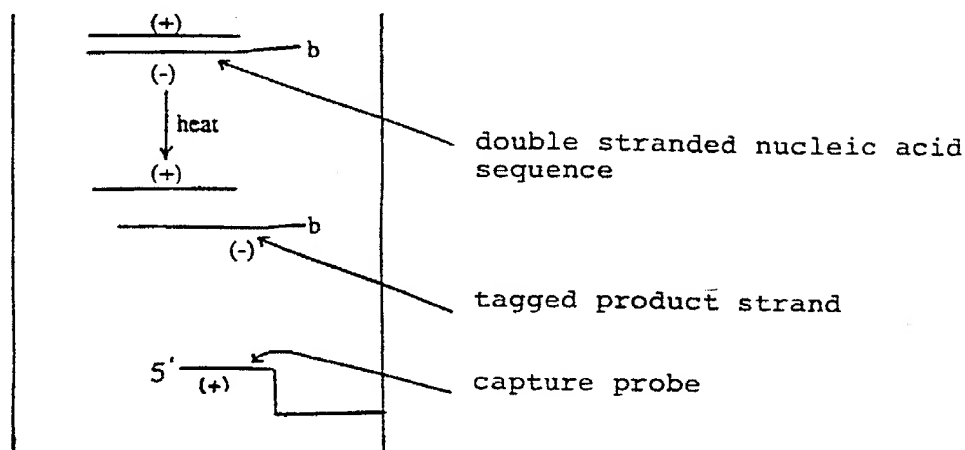 (+)
b
(-)
heat
double stranded nucleic acid
sequence
(+)
b
(-)
tagged product strand
5'
(+)
capture probe